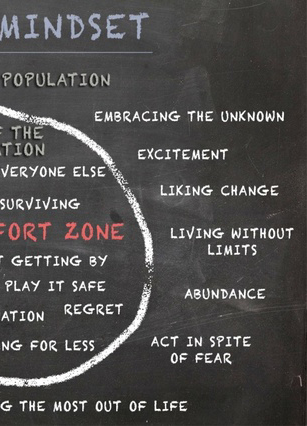 MINDSET
POPULATION
EMBRACING THE UNKNOWN
F THE
ATION
EXCITEMENT
VERYONE ELSE
LIKING CHANGE
SURVIVING
FORT ZONE
LIVING WITHOUT
LIMITS
T GETTING BY
PLAY IT SAFE
ABUNDANCE
ATION
REGRET
NG FOR LESS
ACT IN SPITE
OF FEAR
G THE MOST OUT OF LIFE